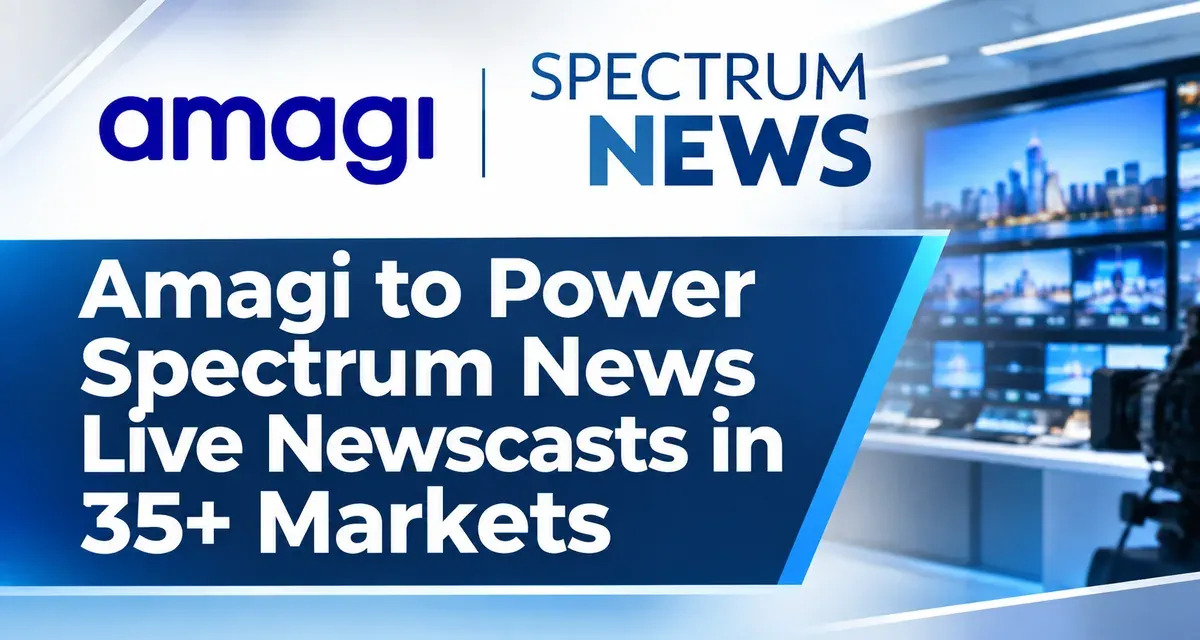 amagi
SPECTRUM
NEWS
Amagi to Power
Spectrum News
Live Newscasts in
35+ Markets